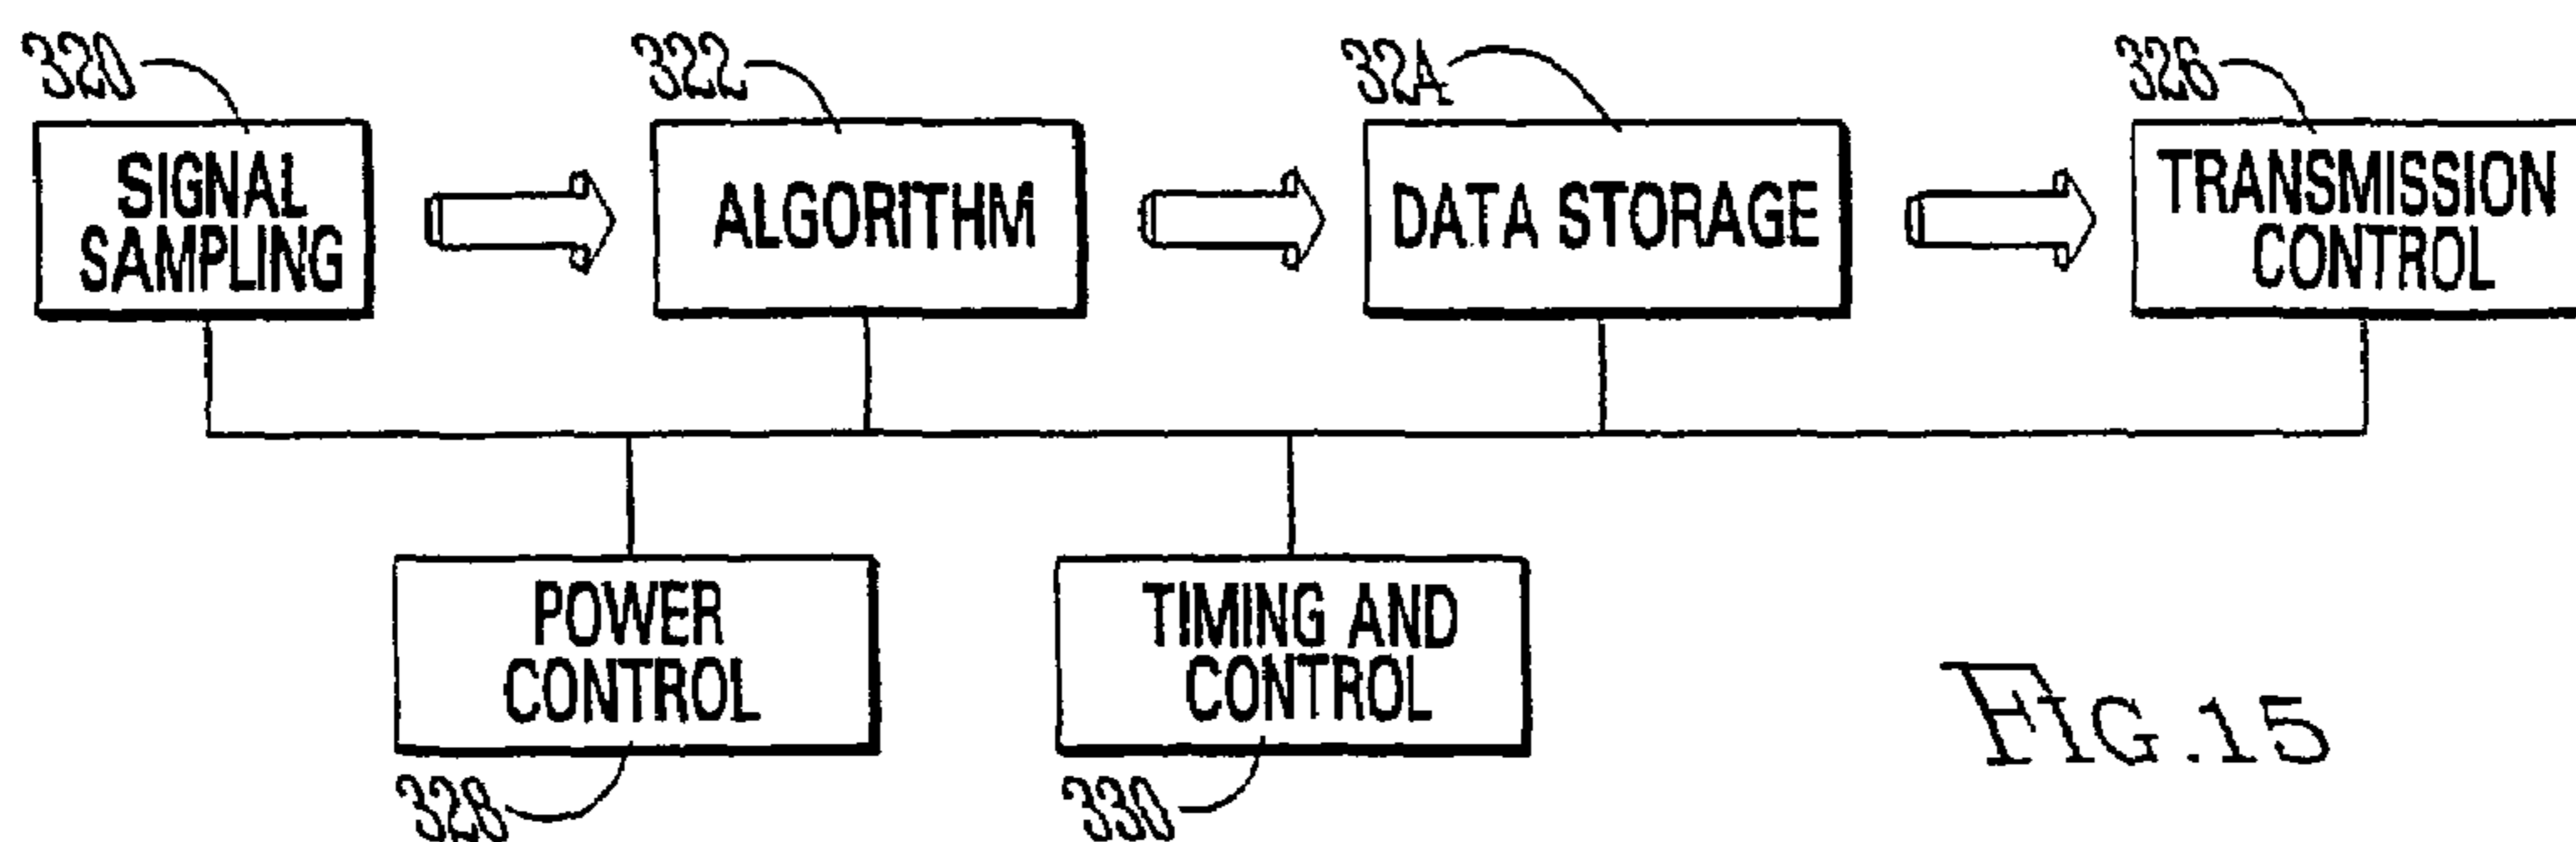 320
322
324
326
SIGNAL
SAMPLING
ALGORITHM
DATA STORAGE
TRANSMISSION
CONTROL
POWER
CONTROL
TIMING AND
CONTROL
328
330
FIG.15